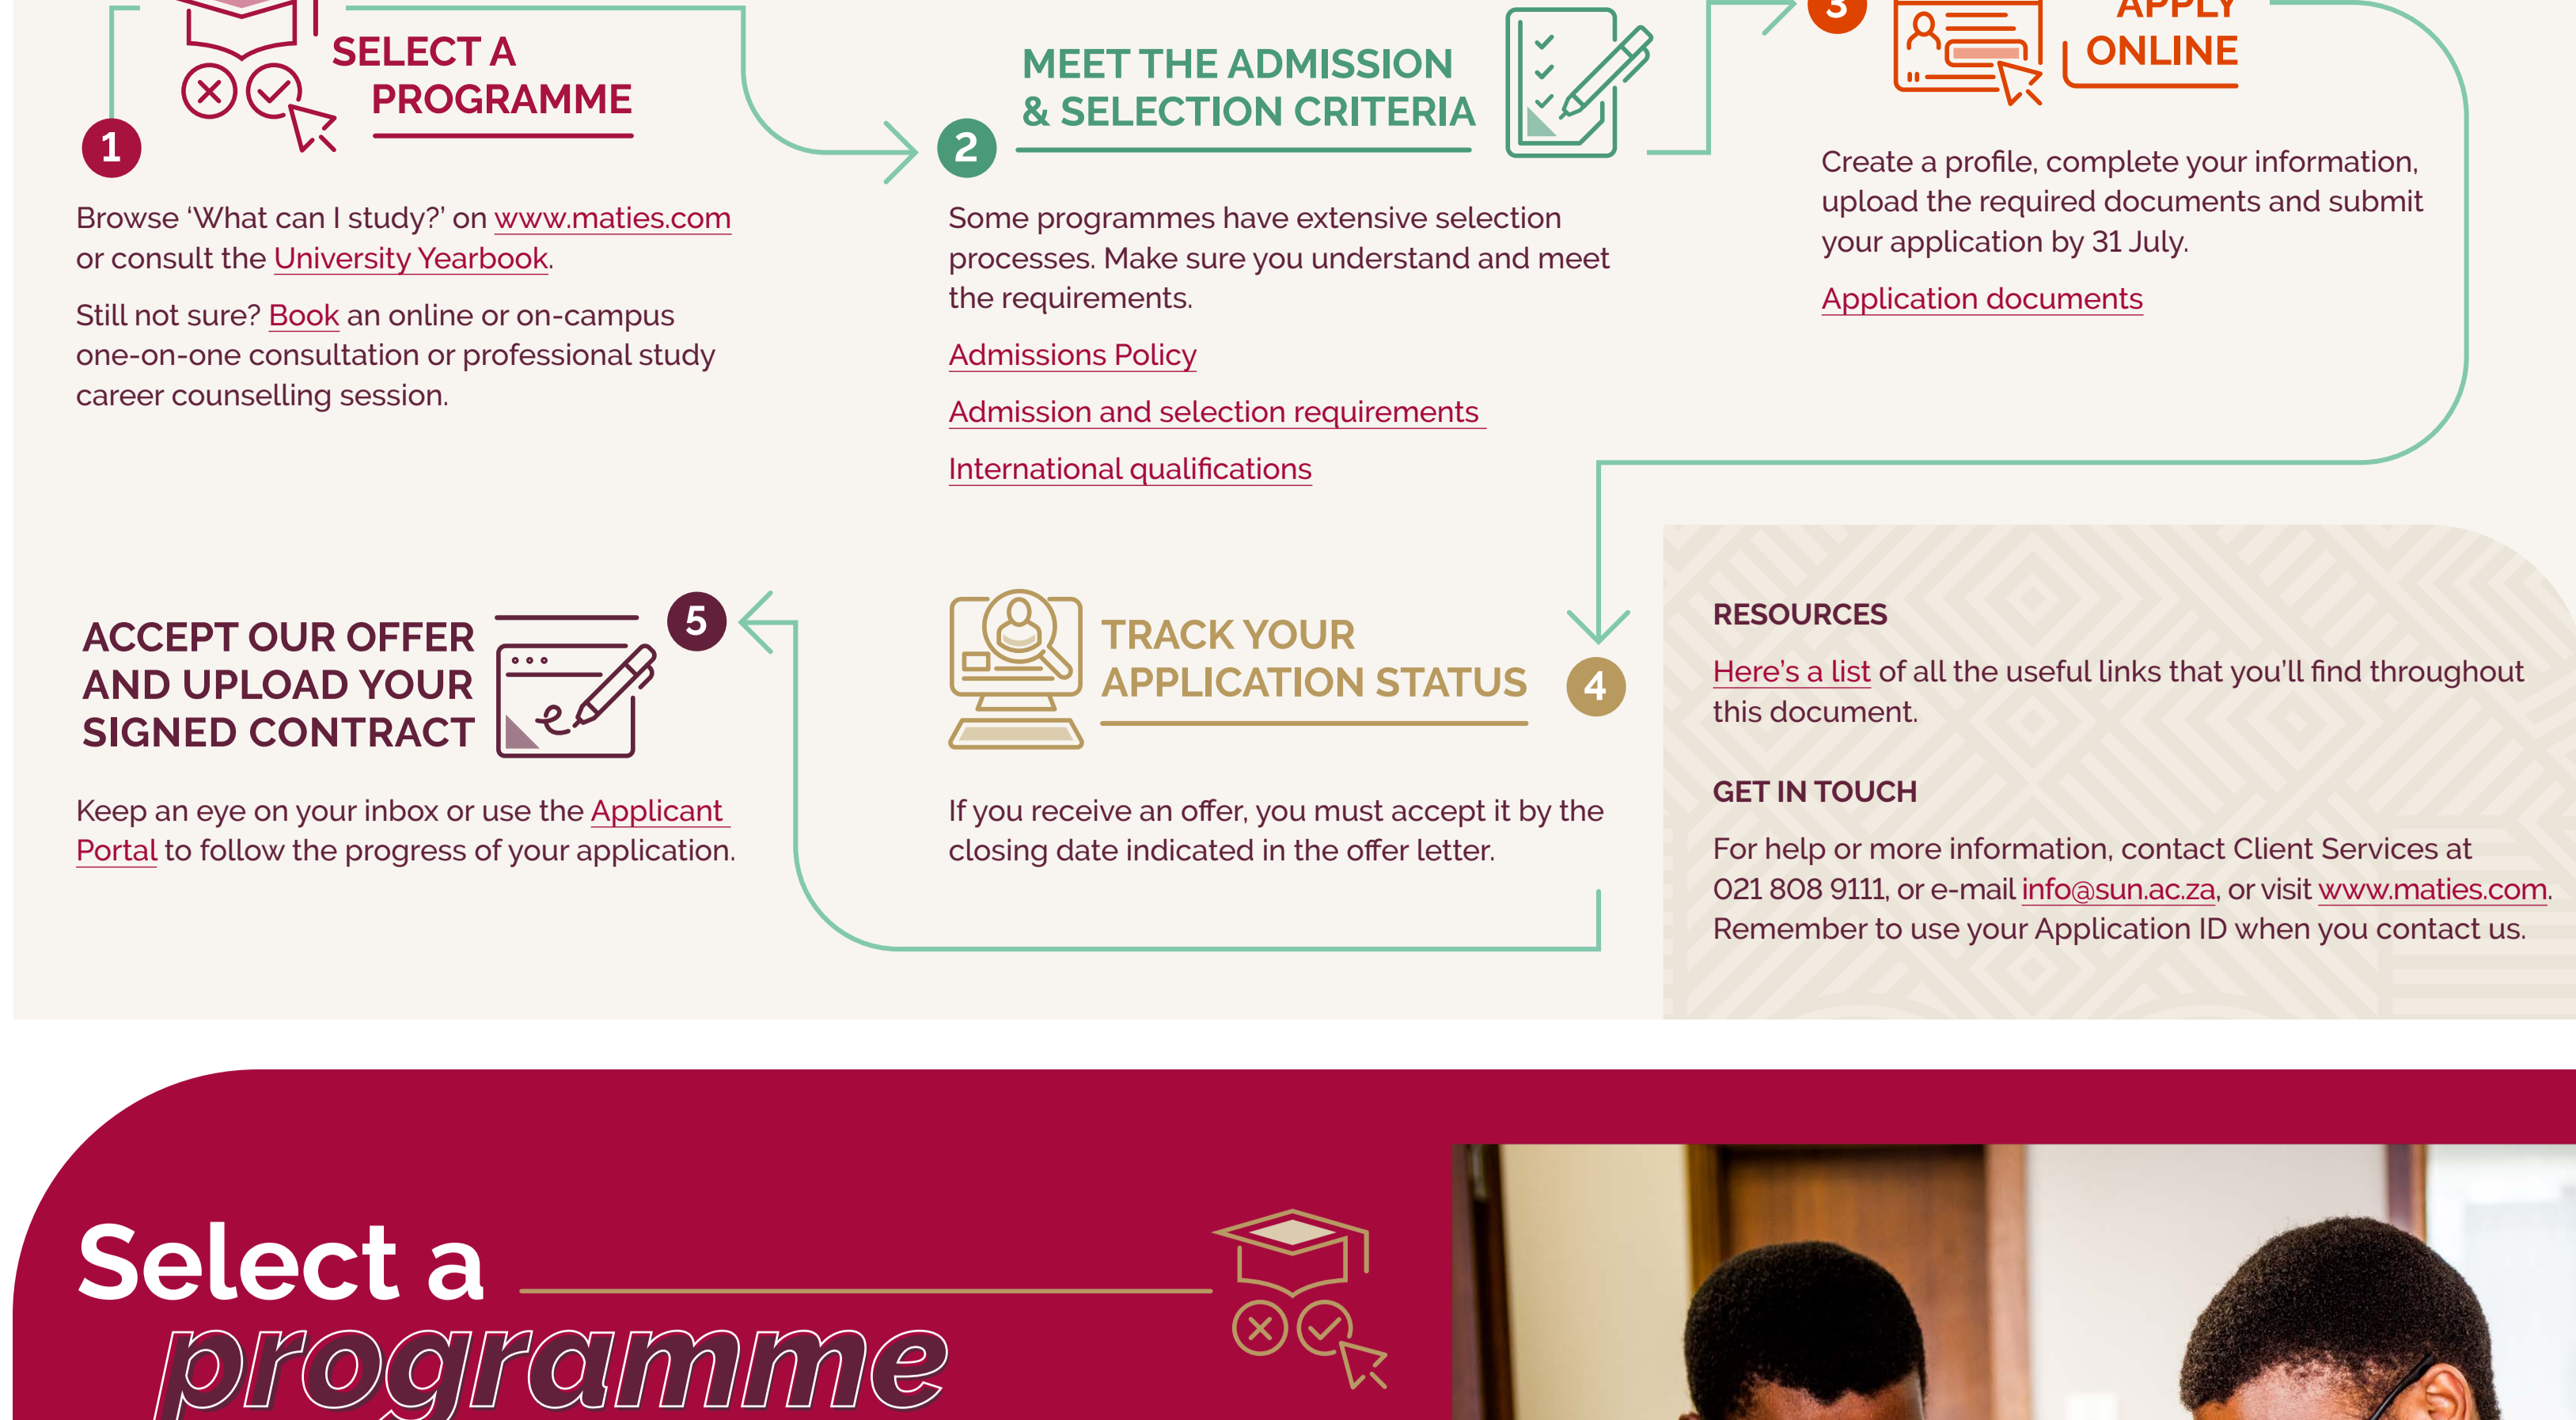 SELECT A
PROGRAMME
1
Browse ‘What can I study?’ on www.maties.com
or consult the University Yearbook.
Still not sure? Book an online or on-campus
one-on-one consultation or professional study
career counselling session.
MEET THE ADMISSION
& SELECTION CRITERIA
2
Some programmes have extensive selection
processes. Make sure you understand and meet
the requirements.
Admissions Policy
Admission and selection requirements
International qualifications
3
APPLY
ONLINE
Create a profile, complete your information,
upload the required documents and submit
your application by 31 July.
Application documents
TRACK YOUR
APPLICATION STATUS
4
If you receive an offer, you must accept it by the
closing date indicated in the offer letter.
5
ACCEPT OUR OFFER
AND UPLOAD YOUR
SIGNED CONTRACT
Keep an eye on your inbox or use the Applicant
Portal to follow the progress of your application.
RESOURCES
Here’s a list of all the useful links that you’ll find throughout
this document.
GET IN TOUCH
For help or more information, contact Client Services at
021 808 9111, or e-mail info@sun.ac.za, or visit www.maties.com.
Remember to use your Application ID when you contact us.
Select a
programme